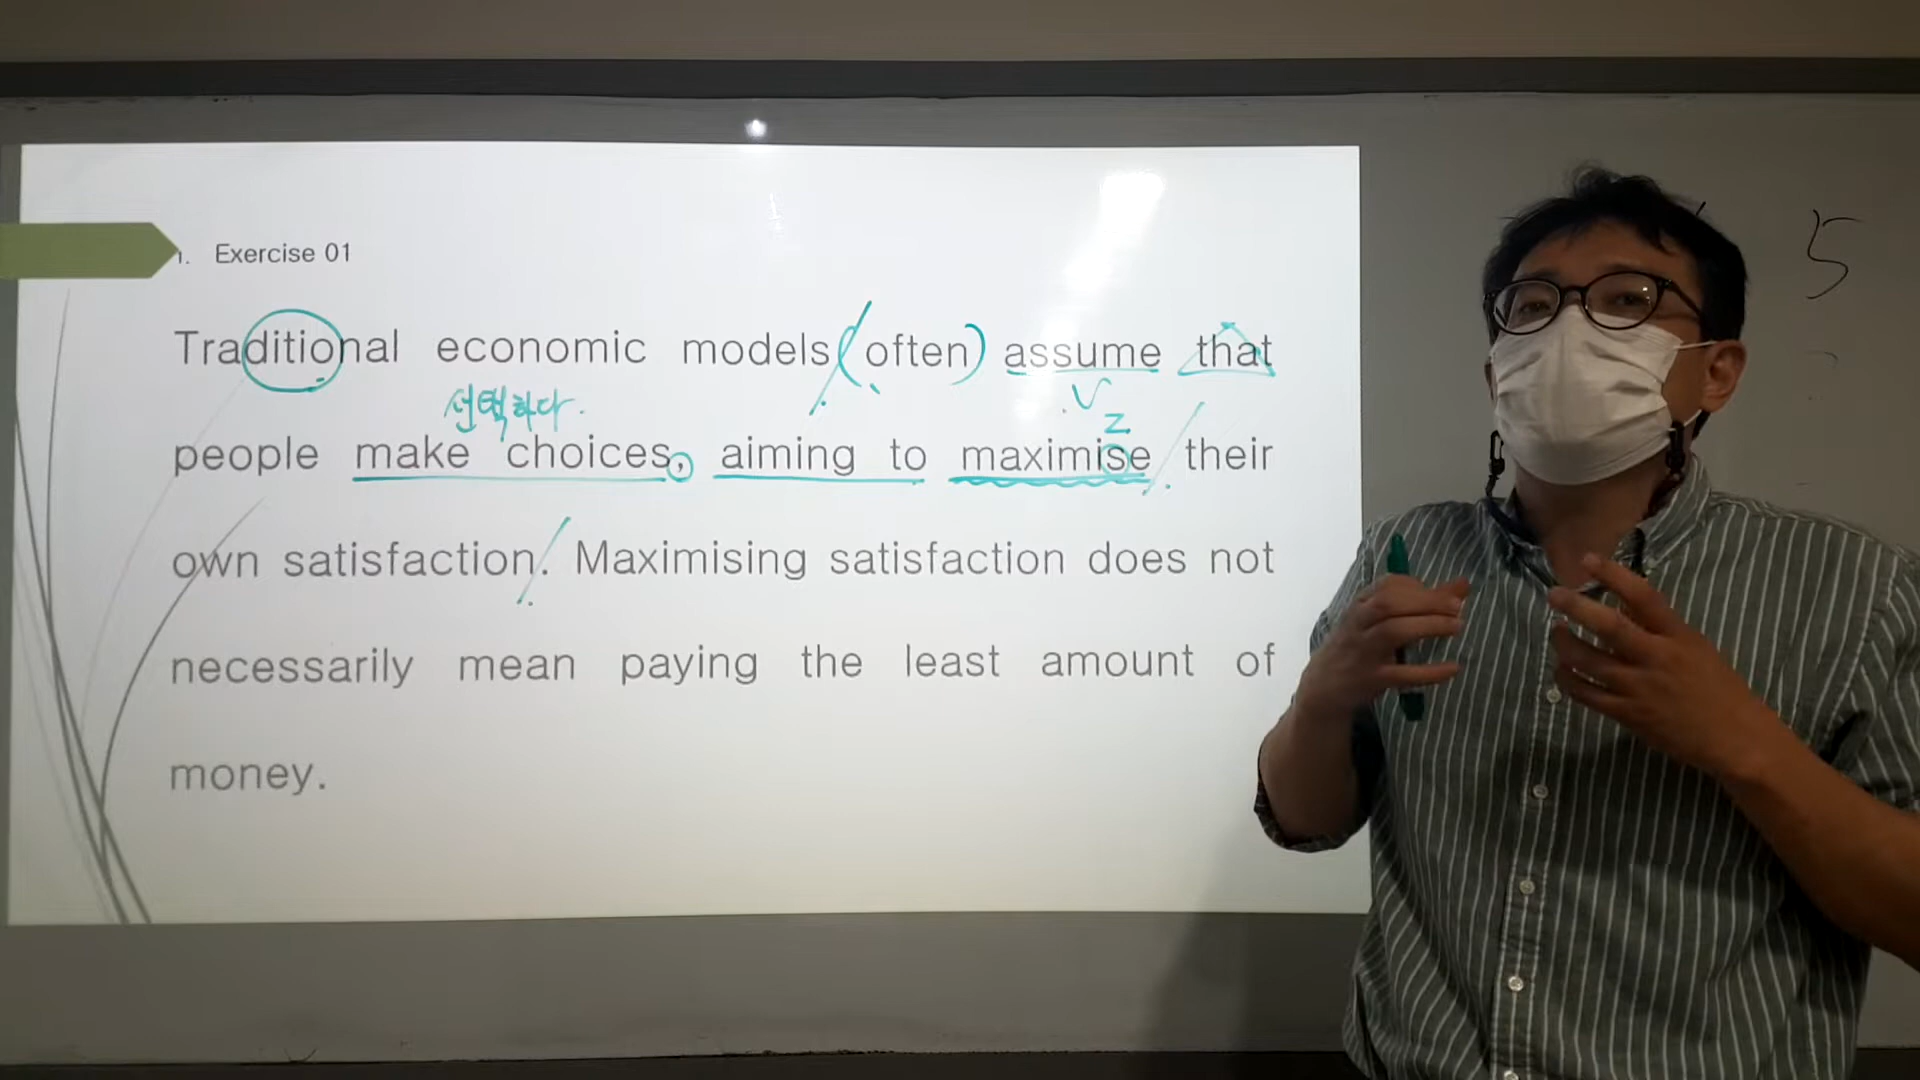 1. Exercise 01
Traditional economic models (often) assume that
선택하다.
V
z
people make choices, aiming to maximise their
own satisfaction. Maximising satisfaction does not
necessarily mean paying the least amount of
money.
5